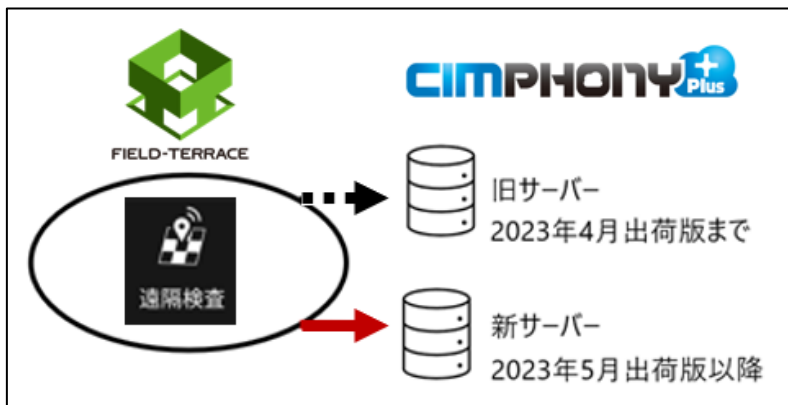 FIELD-TERRACE
遠隔検査
CIMPHONY Plus
旧サーバー
2023年4月出荷版まで
新サーバー
2023年5月出荷版以降